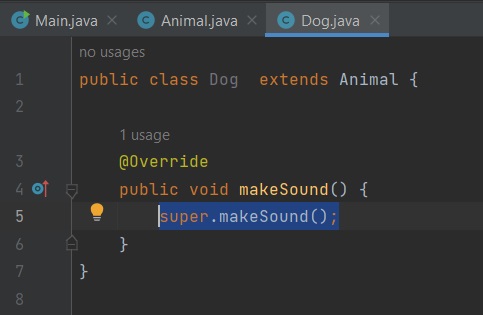 Main.java Animal.java Dog.java
no usages
1 public class Dog  extends Animal {
2
1 usage
3 @Override
4 public void makeSound() {
5 super.makeSound();
6 }
7 }
8